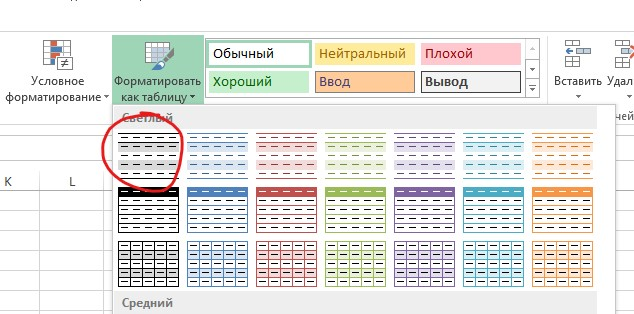 Обычный Нейтральный Плохой
Условное Форматировать Вставить
форматирование как таблицу Хороший Ввод Вывод
Светлый
K L
Средний